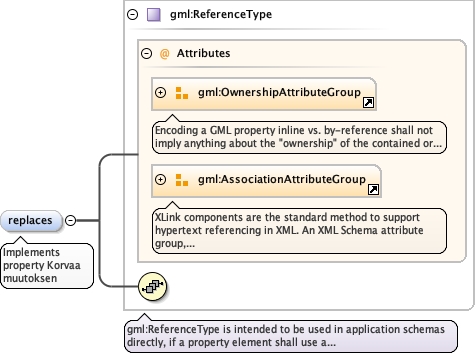 gml:ReferenceType
@ Attributes
gml:OwnershipAttributeGroup
Encoding a GML property inline vs. by-reference shall not
imply anything about the "ownership" of the contained or...
gml:AssociationAttributeGroup
XLink components are the standard method to support
hypertext referencing in XML. An XML Schema attribute
group,...
replaces
Implements
property Korvaa
muutoksen
gml:ReferenceType is intended to be used in application schemas
directly, if a property element shall use a...